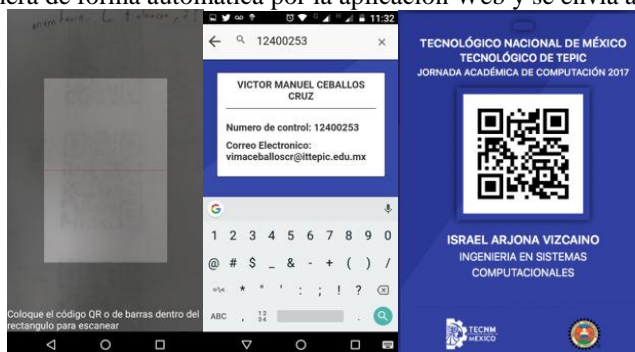 era de forma automática por la aplicación Web y se envía a
Coloque el código QR o de barras dentro del
rectangulo para escanear
11:32
12400253
VICTOR MANUEL CEBALLOS
CRUZ
Numero de control: 12400253
Correo Electronico:
vimaceballoscr@ittepic.edu.mx
G
1 2 3 4 5 6 7 8 9 0
@ # $ _ & - + ( ) /
=\< * " ' : ; ! ?
ABC , 12 34 .
TECNOLÓGICO NACIONAL DE MÉXICO
TECNOLÓGICO DE TEPIC
JORNADA ACADÉMICA DE COMPUTACIÓN 2017
ISRAEL ARJONA VIZCAINO
INGENIERIA EN SISTEMAS
COMPUTACIONALES
TECNM
MÉXICO